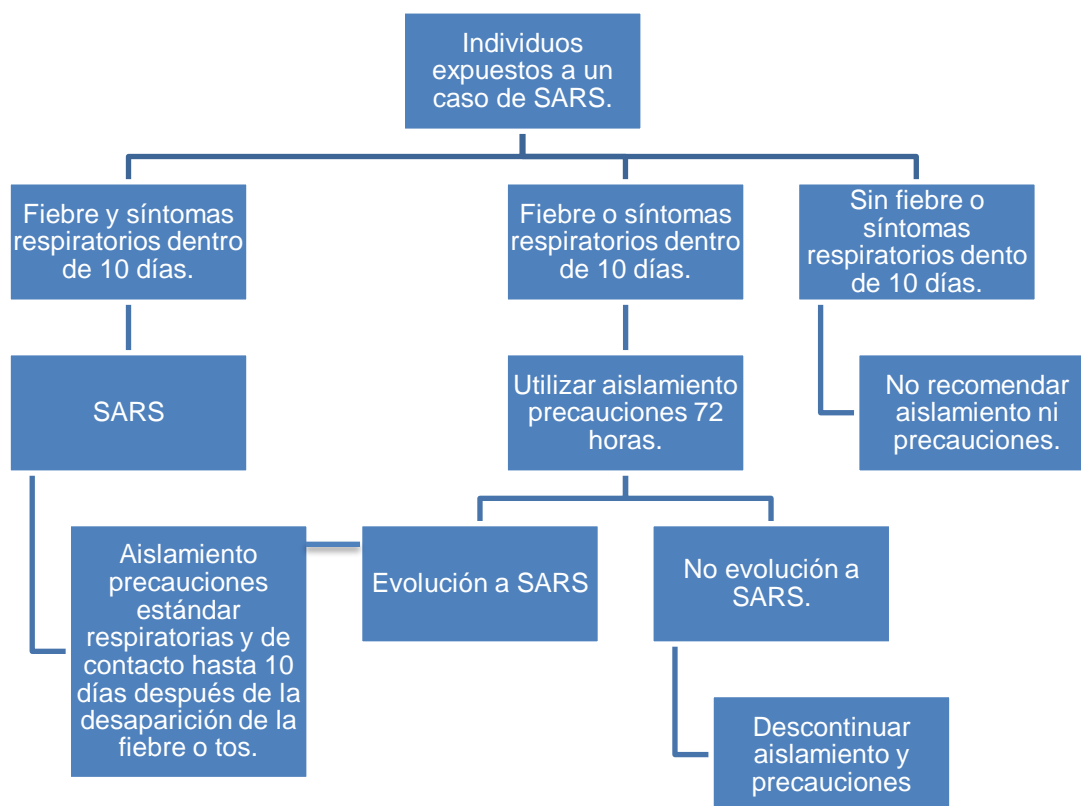 Individuos
expuestos a un
caso de SARS.
Fiebre y síntomas
respiratorios dentro
de 10 días.
Fiebre o síntomas
respiratorios dentro
de 10 días.
Sin fiebre o
síntomas
respiratorios dento
de 10 días.
SARS
Utilizar aislamiento
precauciones 72
horas.
No recomendar
aislamiento ni
precauciones.
Aislamiento
precauciones
estándar
respiratorias y de
contacto hasta 10
días después de la
desaparición de la
fiebre o tos.
Evolución a SARS
No evolución a
SARS.
Descontinuar
aislamiento y
precauciones